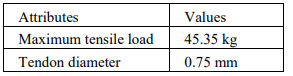 Attributes Values
Maximum tensile load 45.35 kg
Tendon diameter 0.75 mm